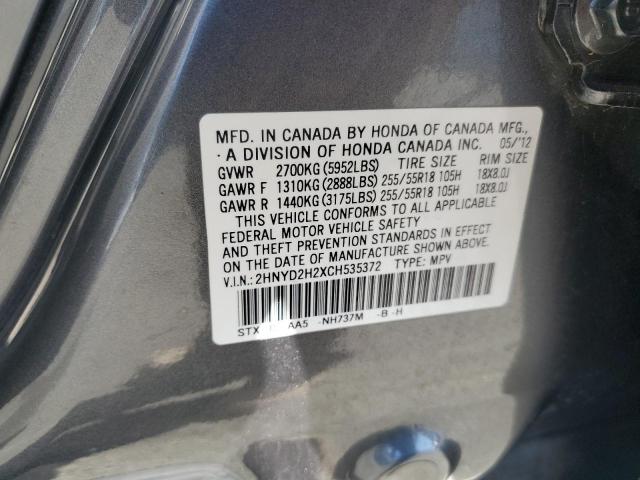 MFD. IN CANADA BY HONDA OF CANADA MFG.,
· A DIVISION OF HONDA CANADA INC. 05/'12
GVWR 2700KG (5952LBS) TIRE SIZE RIM SIZE
GAWR F 1310KG (2888LBS) 255/55R18 105H 18X8.0J
GAWR R 1440KG (3175LBS) 255/55R18 105H 18X8.0J
THIS VEHICLE CONFORMS TO ALL APPLICABLE
FEDERAL MOTOR VEHICLE SAFETY
AND THEFT PREVENTION STANDARDS IN EFFECT
ON THE DATE OF MANUFACTURE SHOWN ABOVE.
V.I.N.: 2HNYD2H2XCH535372 TYPE: MPV
STX AA5 -NH737M -B -H